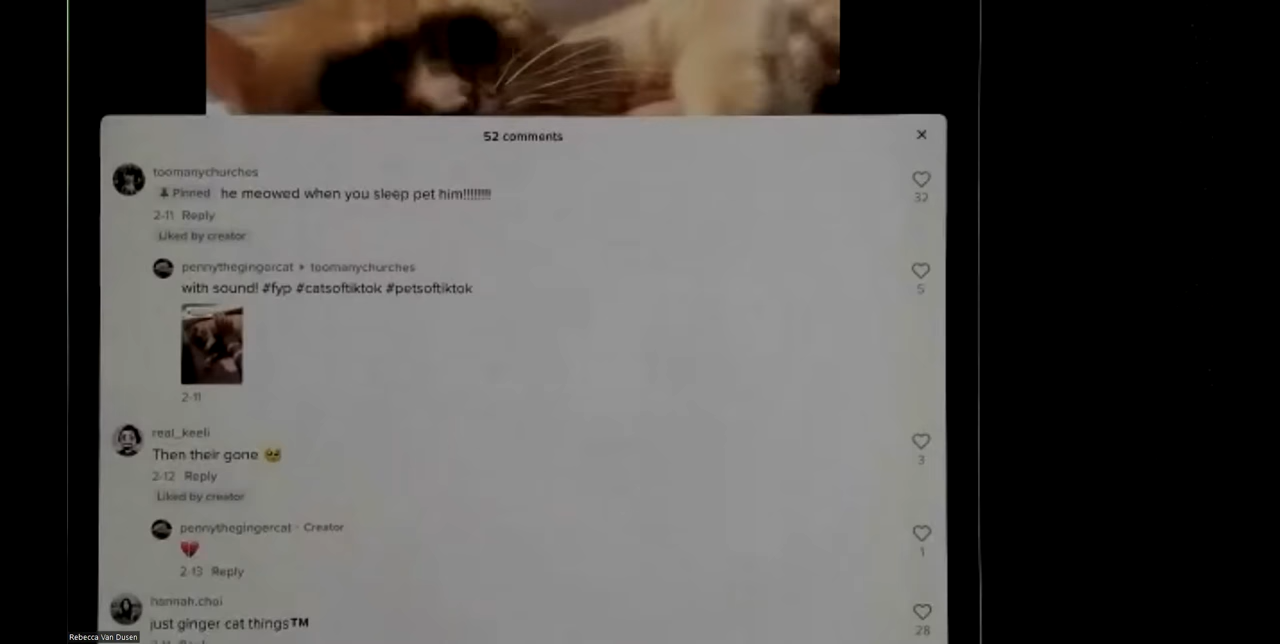 52 comments
toomanychurches
Pinned he meowed when you sleep pet him!!!!!!!!
32
2-11 Reply
Liked by creator
pennythegingercat ▸ toomanychurches
with sound! #fyp #catsoftiktok #petsoftiktok
5
2-11
real_keeli
Then their gone 🥹
2-12 Reply
3
Liked by creator
pennythegingercat · Creator
💔
1
2-13 Reply
hannah.choi
just ginger cat things™
28
Rebecca Van Dusen